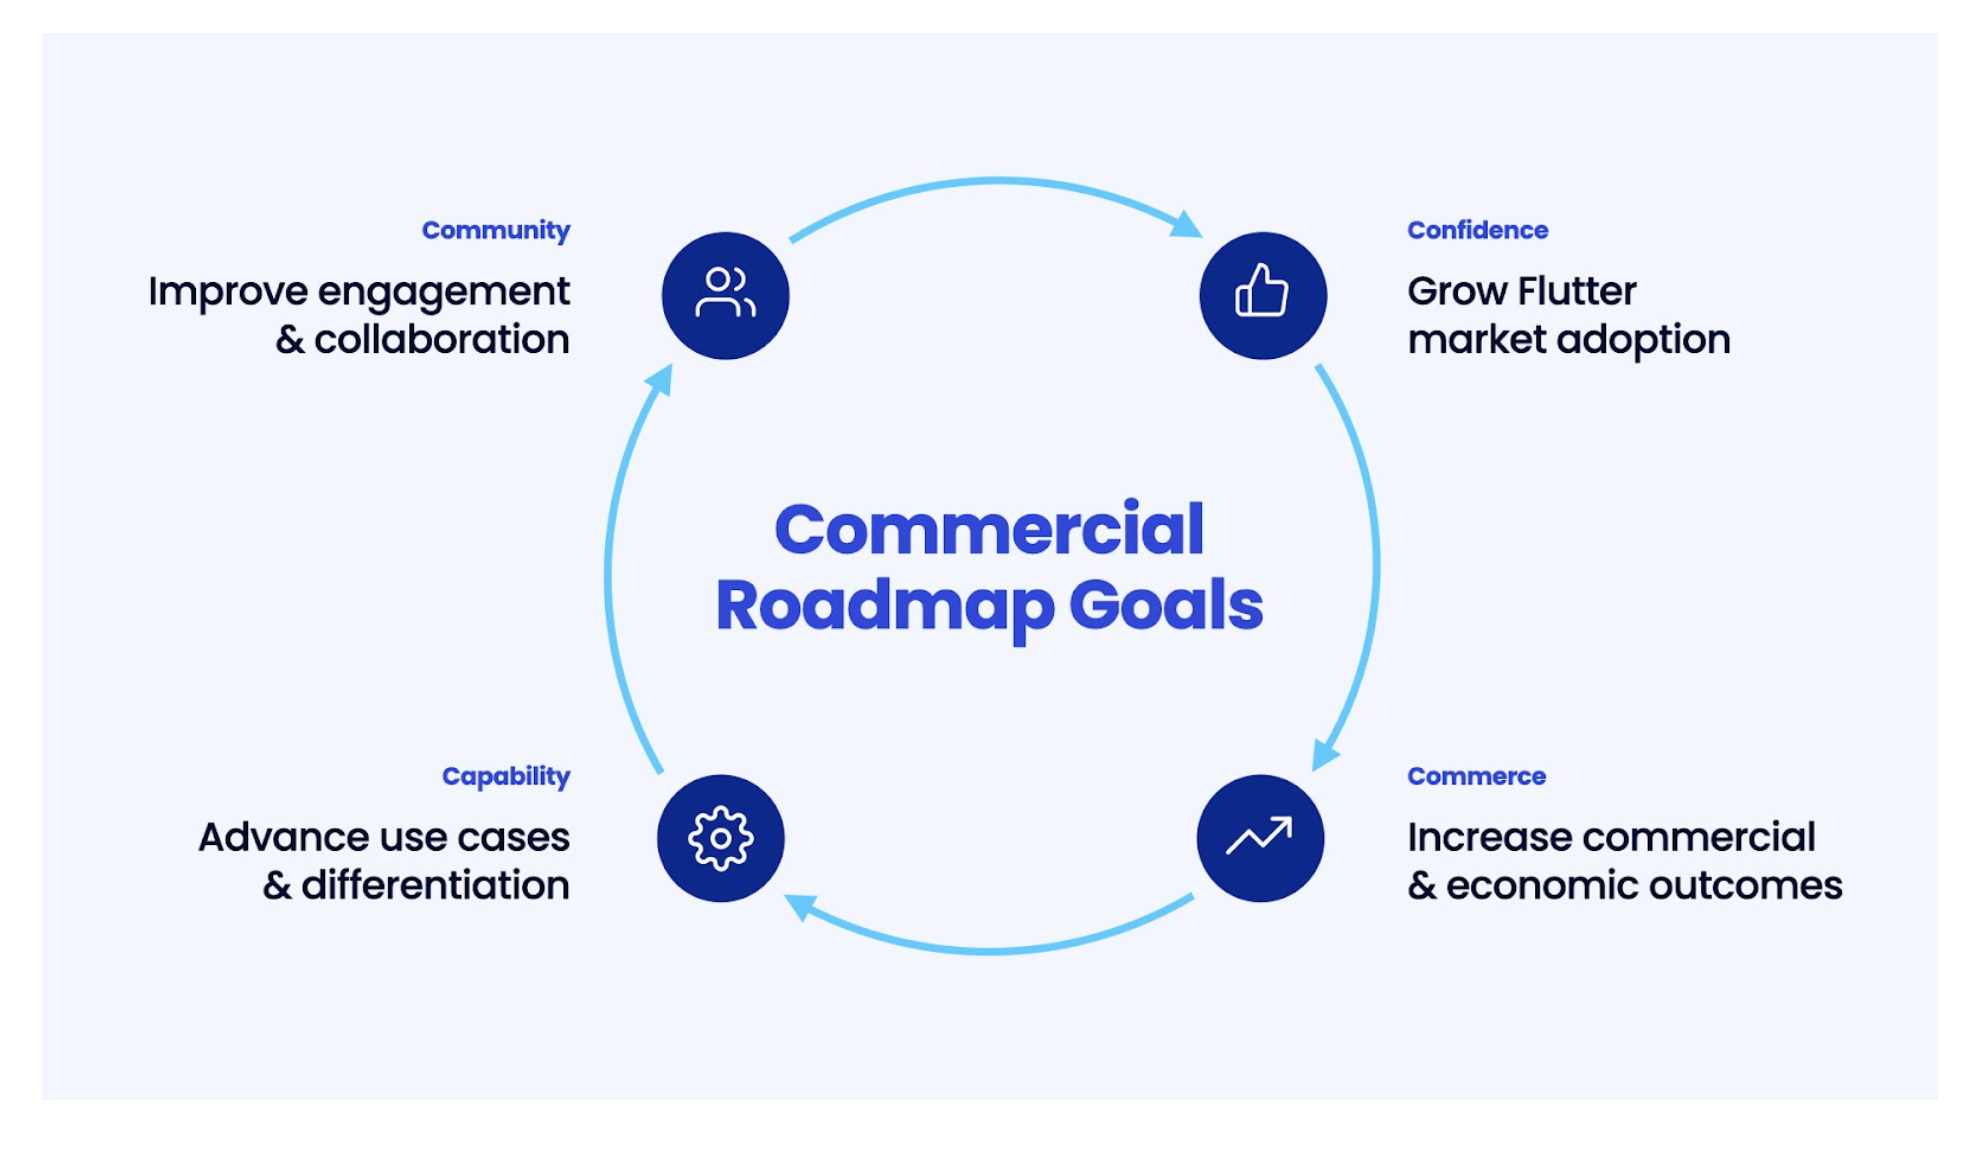 Community
Improve engagement
& collaboration
Confidence
Grow Flutter
market adoption
Commercial
Roadmap Goals
Capability
Advance use cases
& differentiation
Commerce
Increase commercial
& economic outcomes